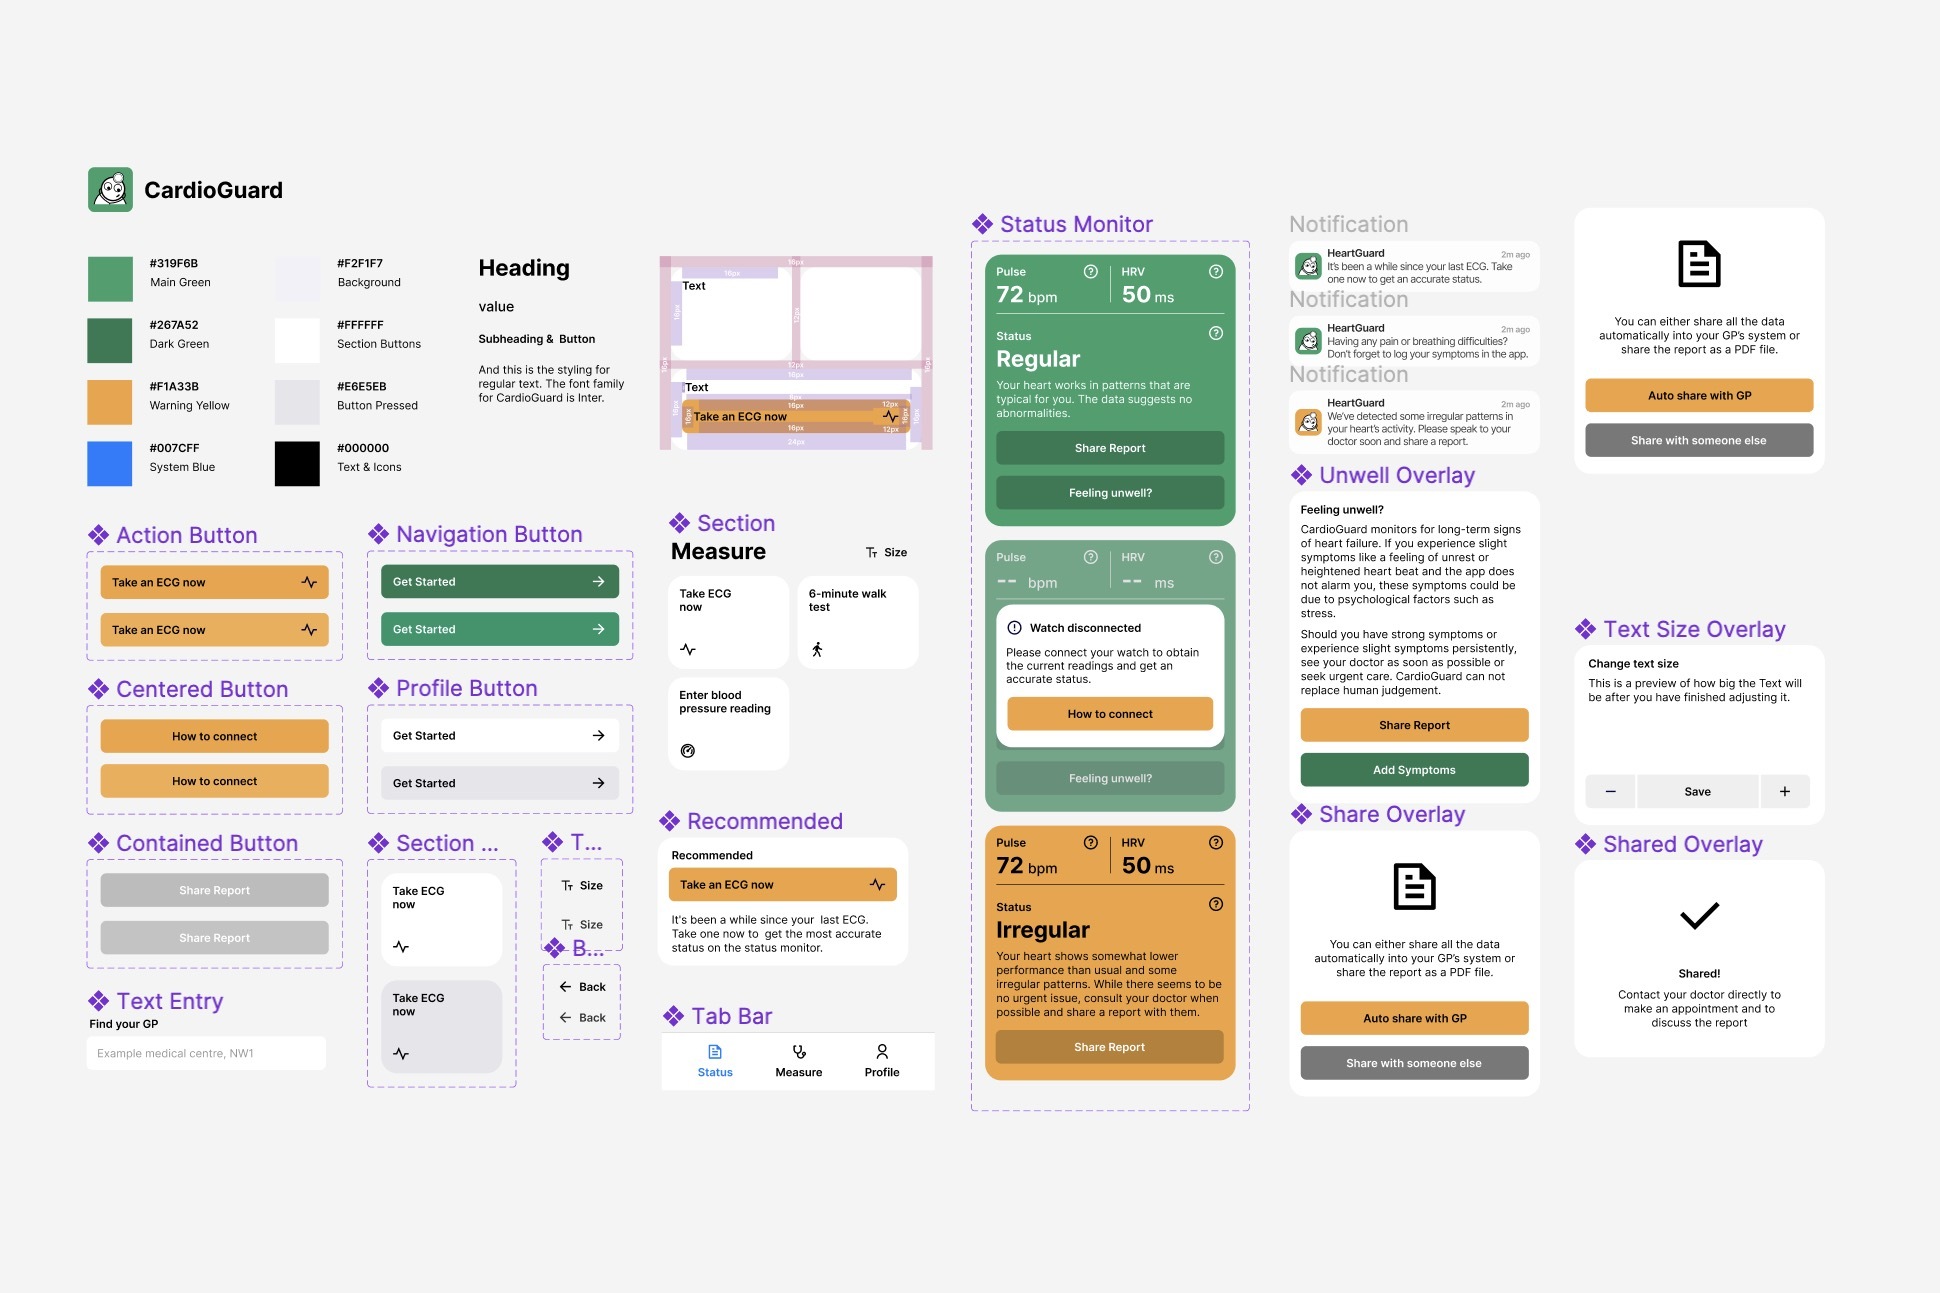 CardioGuard
#319F6B
Main Green
#F2F1F7
Background
#267A52
Dark Green
#FFFFFF
Section Buttons
#F1A33B
Warning Yellow
#E6E5EB
Button Pressed
#007CFF
System Blue
#000000
Text & Icons
Heading
value
Subheading & Button
And this is the styling for
regular text. The font family
for CardioGuard is Inter.
16px
16px
Text
16px
12px
16px
16px
12px
16px
Text
8px
16px
12px
Take an ECG now
16px
12px
24px
Action Button
Take an ECG now
Take an ECG now
Navigation Button
Get Started
Get Started
Centered Button
How to connect
How to connect
Profile Button
Get Started
Get Started
Contained Button
Share Report
Share Report
Section ...
Take ECG
now
Take ECG
now
T...
Size
Size
B...
Back
Back
Text Entry
Find your GP
Example medical centre, NW1
Section
Measure
Size
Take ECG
now
6-minute walk
test
Enter blood
pressure reading
Recommended
Recommended
Take an ECG now
It's been a while since your last ECG.
Take one now to get the most accurate
status on the status monitor.
Tab Bar
Status
Measure
Profile
Status Monitor
Pulse
72 bpm
HRV
50 ms
Status
Regular
Your heart works in patterns that are
typical for you. The data suggests no
abnormalities.
Share Report
Feeling unwell?
Pulse
-- bpm
HRV
-- ms
Watch disconnected
Please connect your watch to obtain
the current readings and get an
accurate status.
How to connect
Feeling unwell?
Pulse
72 bpm
HRV
50 ms
Status
Irregular
Your heart shows somewhat lower
performance than usual and some
irregular patterns. While there seems to be
no urgent issue, consult your doctor when
possible and share a report with them.
Share Report
Notification
HeartGuard
2m ago
It's been a while since your last ECG. Take
one now to get an accurate status.
Notification
HeartGuard
2m ago
Having any pain or breathing difficulties?
Don't forget to log your symptoms in the app.
Notification
HeartGuard
2m ago
We've detected some irregular patterns in
your heart's activity. Please speak to your
doctor soon and share a report.
Unwell Overlay
Feeling unwell?
CardioGuard monitors for long-term signs
of heart failure. If you experience slight
symptoms like a feeling of unrest or
heightened heart beat and the app does
not alarm you, these symptoms could be
due to psychological factors such as
stress.
Should you have strong symptoms or
experience slight symptoms persistently,
see your doctor as soon as possible or
seek urgent care. CardioGuard can not
replace human judgement.
Share Report
Add Symptoms
Share Overlay
You can either share all the data
automatically into your GP's system or
share the report as a PDF file.
Auto share with GP
Share with someone else
You can either share all the data
automatically into your GP's system or
share the report as a PDF file.
Auto share with GP
Share with someone else
Text Size Overlay
Change text size
This is a preview of how big the Text will
be after you have finished adjusting it.
− Save +
Shared Overlay
Shared!
Contact your doctor directly to
make an appointment and to
discuss the report